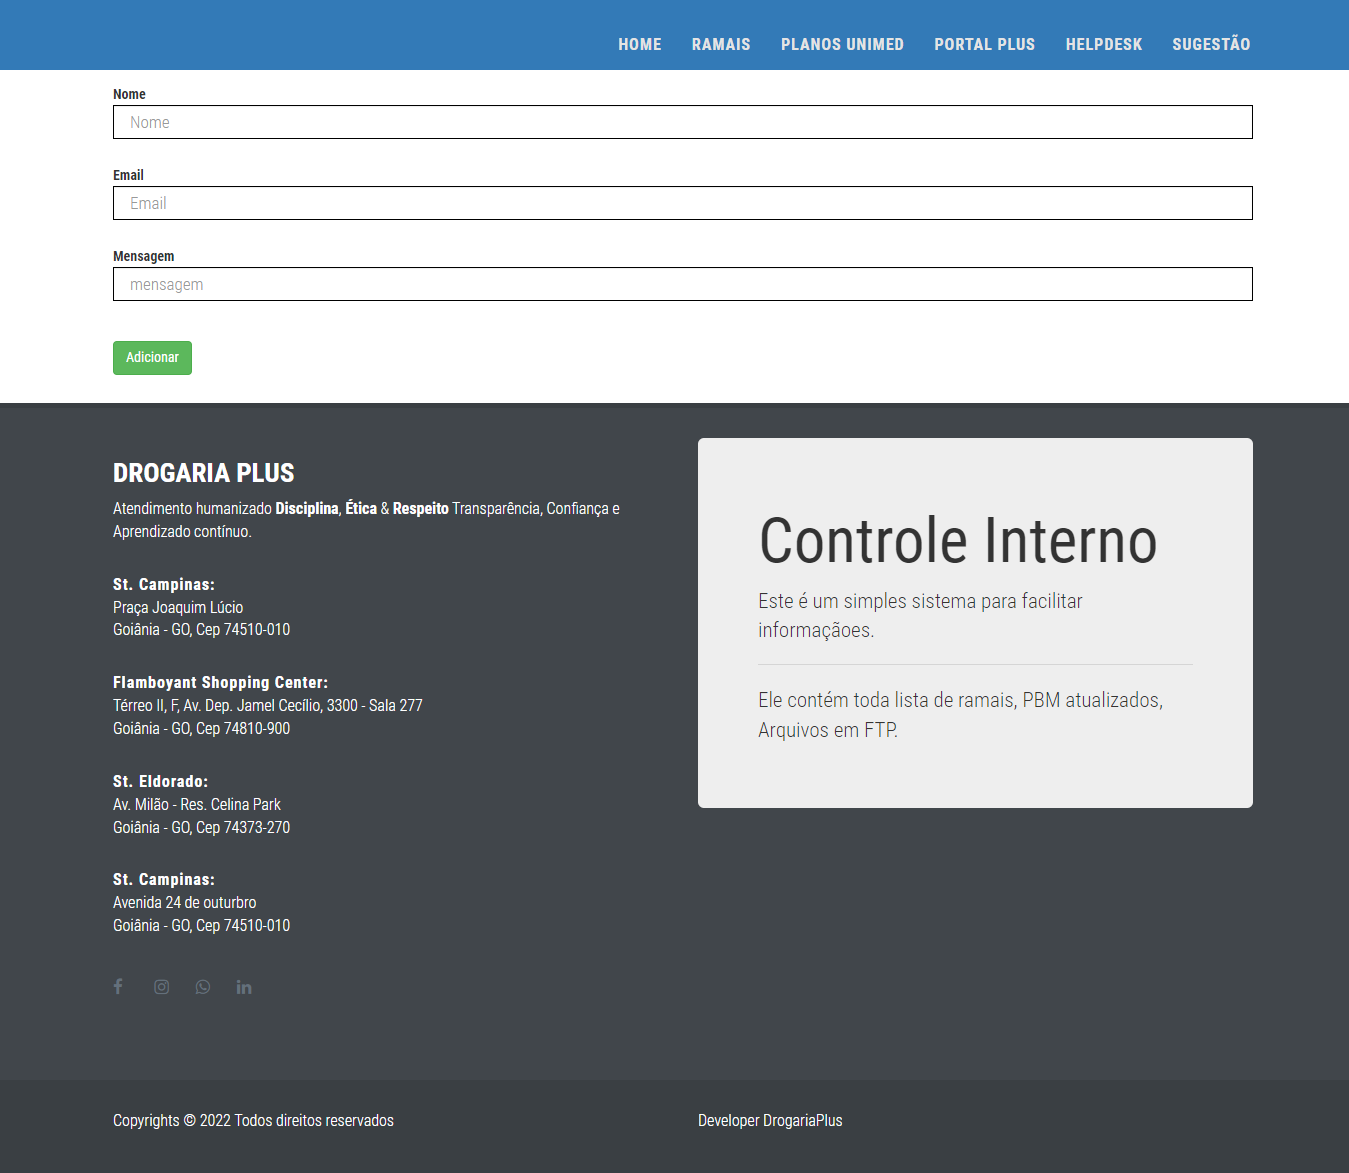 HOME RAMAIS PLANOS UNIMED PORTAL PLUS HELPDESK SUGESTÃO
Nome
Nome
Email
Email
Mensagem
mensagem
Adicionar
DROGARIA PLUS
Atendimento humanizado Disciplina, Ética & Respeito Transparência, Confiança e
Aprendizado contínuo.
St. Campinas:
Praça Joaquim Lúcio
Goiânia - GO, Cep 74510-010
Flamboyant Shopping Center:
Térreo II, F, Av. Dep. Jamel Cecílio, 3300 - Sala 277
Goiânia - GO, Cep 74810-900
St. Eldorado:
Av. Milão - Res. Celina Park
Goiânia - GO, Cep 74373-270
St. Campinas:
Avenida 24 de outurbro
Goiânia - GO, Cep 74510-010
Controle Interno
Este é um simples sistema para facilitar
informaçãoes.
Ele contém toda lista de ramais, PBM atualizados,
Arquivos em FTP.
Copyrights © 2022 Todos direitos reservados
Developer DrogariaPlus